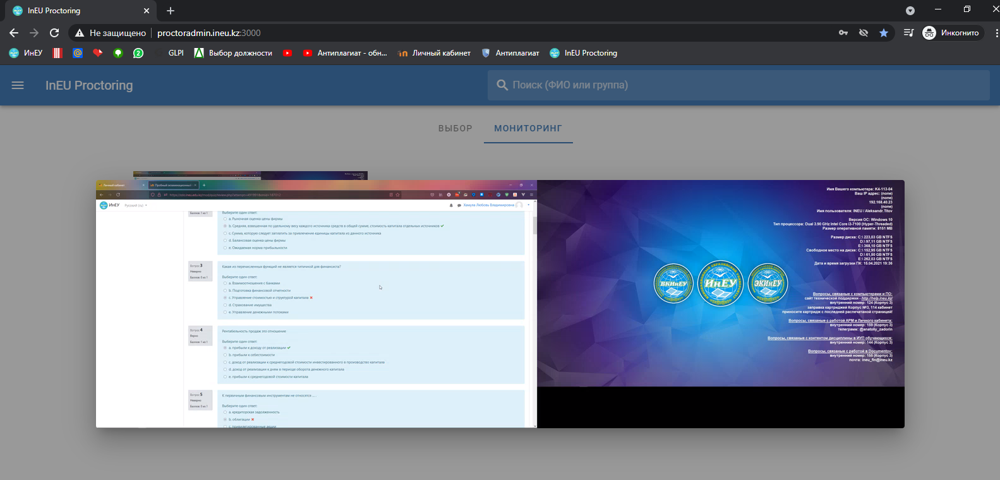 InEU Proctoring
Не защищено
proctoradmin.ineu.kz:3000
Инкогнито
ИнЕУ
2
GLPI
Выбор должности
Антиплагиат - обн...
Личный кабинет
Антиплагиат
InEU Proctoring
InEU Proctoring
Поиск (ФИО или группа)
ВЫБОР
МОНИТОРИНГ
Личный кабинет
ИнЕУ
Русский (ru)
Химула Любовь Владимировна
Баллов: 1 из 1
Выберите один ответ:
a. Рыночная оценка цены фирмы
b. Средняя, взвешенная по удельному весу каждого источника средств в общей сумме, стоимость капитала отдельных источников
c. Сумма, которую следует заплатить за привлечение единицы капитала из данного источника
d. Балансовая оценка цены фирмы
e. Ожидаемая норма прибыльности
Вопрос 3
Неверно
Баллов: 0 из 1
Какая из перечисленных функций не является типичной для финансиста?
Выберите один ответ:
a. Взаимоотношения с банками
b. Подготовка финансовой отчетности
c. Управление стоимостью и структурой капитала
d. Страхование имущества
e. Управление денежными потоками
Вопрос 4
Верно
Баллов: 1 из 1
Рентабельность продаж это отношение
Выберите один ответ:
a. прибыли к доходу от реализации
b. прибыли к себестоимости
c. доход от реализации к среднегодовой стоимости инвестированного в производство капитала
d. доход от реализации к дням в периоде оборота денежного капитала
e. прибыли к среднегодовой стоимости капитала
Вопрос 5
Неверно
Баллов: 0 из 1
К первичным финансовым инструментам не относятся ...
Выберите один ответ:
a. кредиторская задолженность
b. облигации
c. привилегированные акции
Имя Вашего компьютера: K4-113-04
Ваш IP адрес: (none)
(none)
192.168.40.23
(none)
Имя пользователя: INEU / Aleksandr.Titov
Версия ОС: Windows 10
Тип процессора: Dual 3.90 GHz Intel Core i3-7100 (Hyper-Threaded)
Размер оперативной памяти: 8151 MB
Размер диска: C:\ 223,03 GB NTFS
D:\ 97,11 GB NTFS
E:\ 368,10 GB NTFS
Свободное место на диске: C:\ 152,95 GB NTFS
D:\ 61,50 GB NTFS
E:\ 262,03 GB NTFS
Дата и время загрузки ПК: 15.04.2021 19:36
ВКИнЕУ
ИнЕУ
ЭКИнЕУ
Вопросы, связаные с компьютерами и ПО:
сайт технической поддержки - http://help.ineu.kz/
внутренний номер: 124 (Корпус 3)
заправка картриджей Корпус №3, 114 кабинет
приносите картридж с последней распечатаной страницей!
Вопросы, связаные с работой АРМ и Личного кабинета:
внутренний номер: 159 (Корпус 3)
телеграмм: @anatoliy_zadorin
Вопросы, связаные с контентом дисциплины в ИУП обучающихся:
внутренний номер: 144 (Корпус 3)
Вопросы, связаные с работой в Documentov:
внутренний номер: 155 (Корпус 3)
почта: ineu_fin@ineu.kz